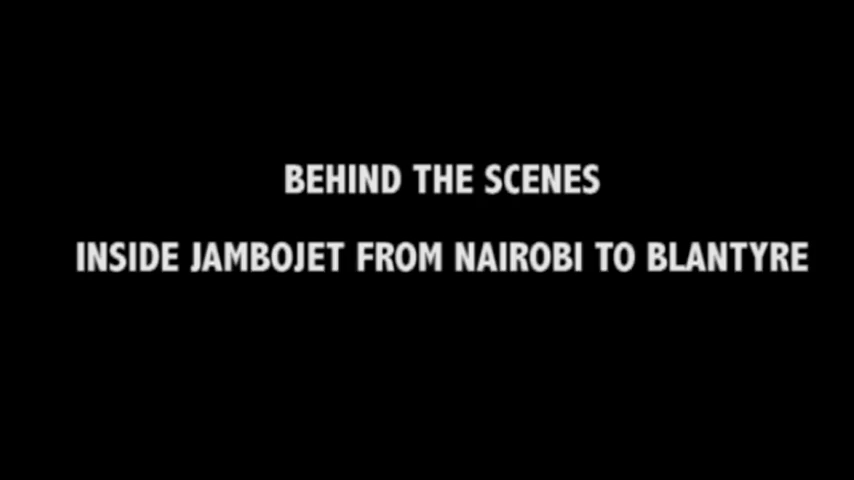 BEHIND THE SCENES
INSIDE JAMBOJET FROM NAIROBI TO BLANTYRE